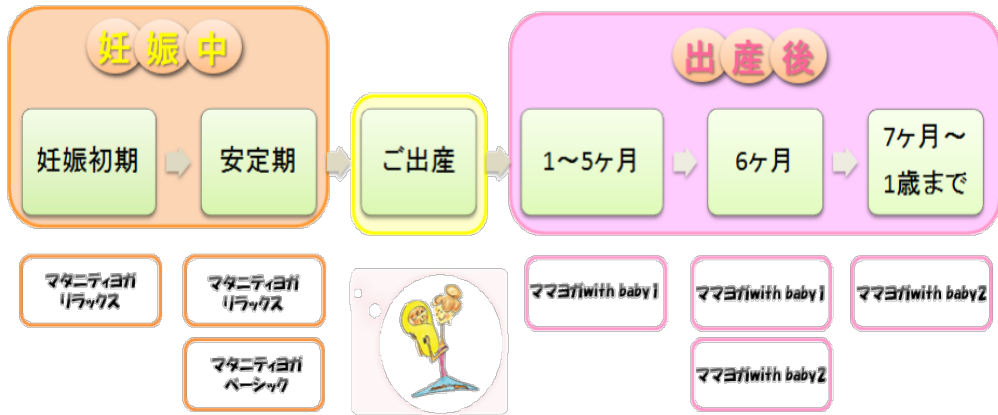 妊娠中
出産後
妊娠初期
安定期
ご出産
1～5ヶ月
6ヶ月
7ヶ月～
1歳まで
マタニティヨガ
リラックス
マタニティヨガ
リラックス
ママヨガwith baby1
ママヨガwith baby1
ママヨガwith baby2
マタニティヨガ
ベーシック
ママヨガwith baby2